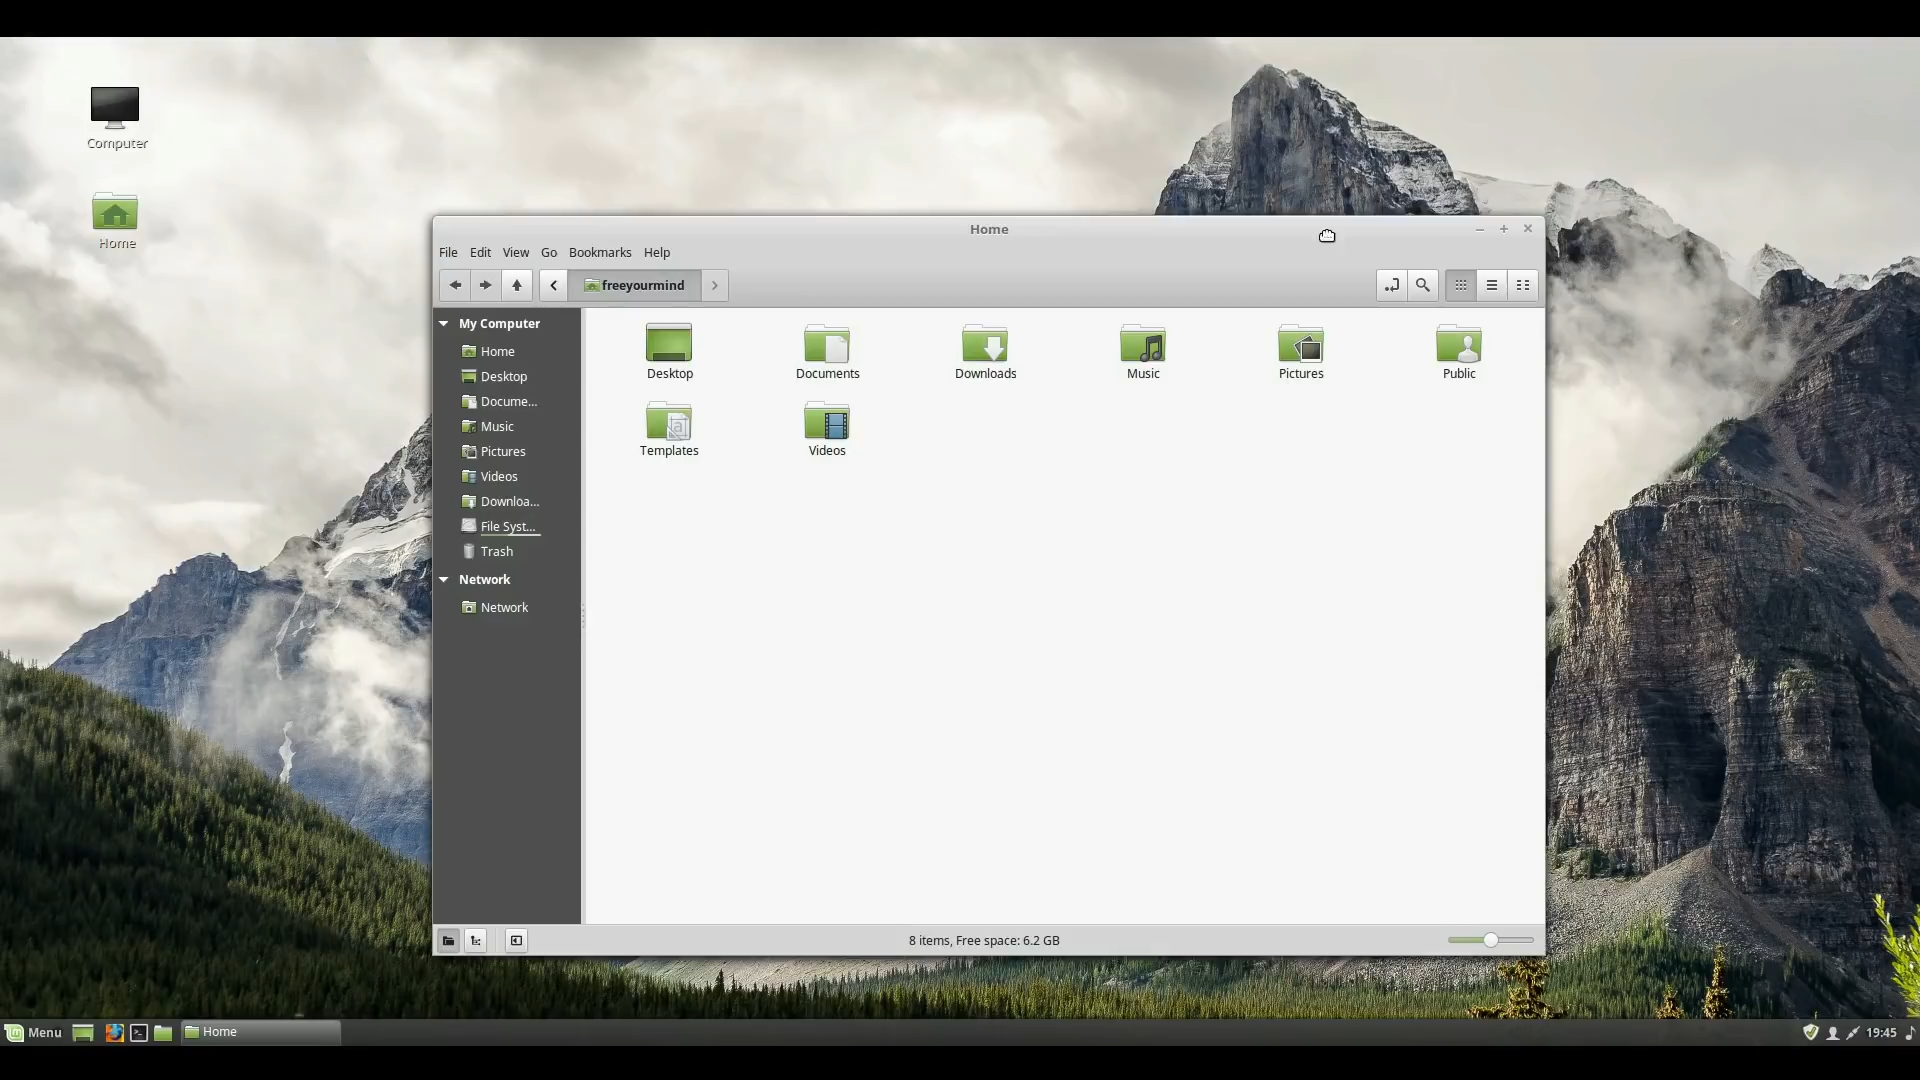 Computer
Home
Home
File Edit View Go Bookmarks Help
freeyourmind
My Computer
Home
Desktop
Docume...
Music
Pictures
Videos
Downloa...
File Syst...
Trash
Network
Network
Desktop Documents Downloads Music Pictures Public
Templates Videos
8 items, Free space: 6.2 GB
Menu Home 19:45